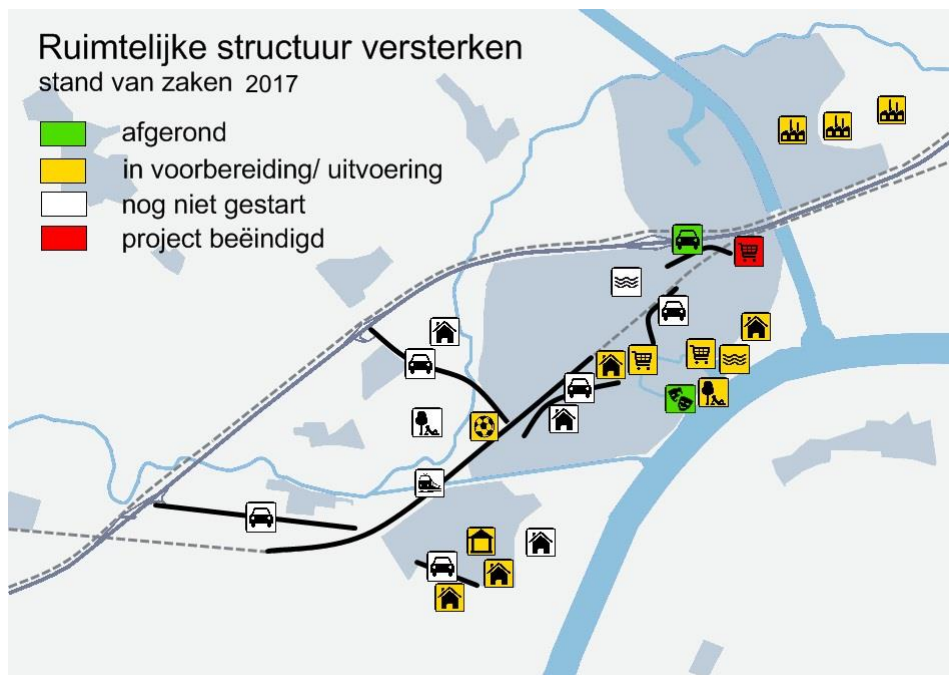 Ruimtelijke structuur versterken
stand van zaken 2017
afgerond
in voorbereiding/ uitvoering
nog niet gestart
project beëindigd